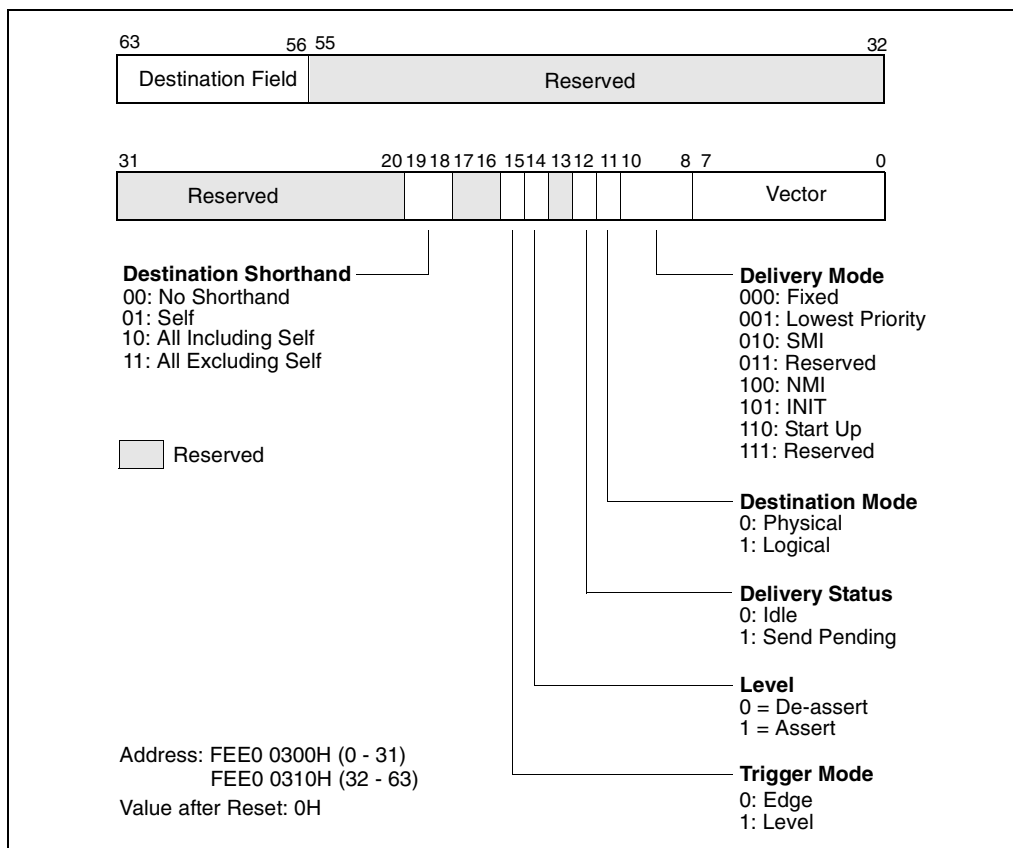 63 56 55 32
Destination Field Reserved
31 20 19 18 17 16 15 14 13 12 11 10 8 7 0
Reserved Vector
Destination Shorthand
00: No Shorthand
01: Self
10: All Including Self
11: All Excluding Self
Reserved
Delivery Mode
000: Fixed
001: Lowest Priority
010: SMI
011: Reserved
100: NMI
101: INIT
110: Start Up
111: Reserved
Destination Mode
0: Physical
1: Logical
Delivery Status
0: Idle
1: Send Pending
Level
0 = De-assert
1 = Assert
Address: FEE0 0300H (0 - 31)
FEE0 0310H (32 - 63)
Value after Reset: 0H
Trigger Mode
0: Edge
1: Level